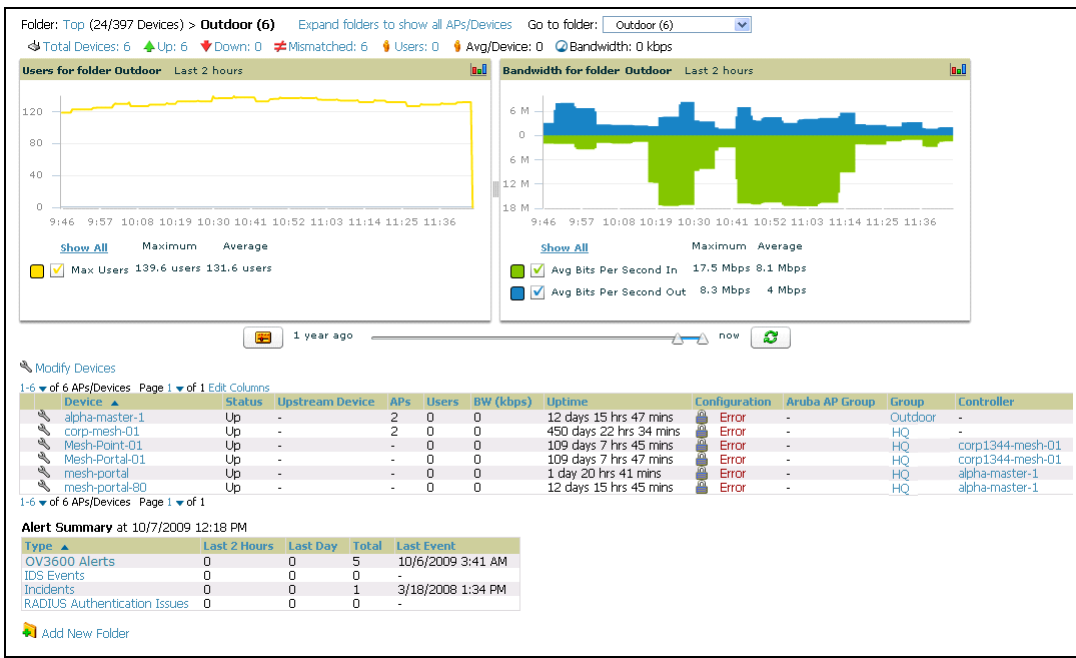 Folder: Top (24/397 Devices) > Outdoor (6) Expand folders to show all APs/Devices Go to folder: Outdoor (6)
Total Devices: 6 Up: 6 Down: 0 Mismatched: 6 Users: 0 Avg/Device: 0 Bandwidth: 0 kbps
Users for folder Outdoor Last 2 hours
120
80
40
0
9:46 9:57 10:08 10:19 10:30 10:41 10:52 11:03 11:14 11:25 11:36
Show All Maximum Average
Max Users 139.6 users 131.6 users
Bandwidth for folder Outdoor Last 2 hours
6 M
0
6 M
12 M
18 M
9:46 9:57 10:08 10:19 10:30 10:41 10:52 11:03 11:14 11:25 11:36
Show All Maximum Average
Avg Bits Per Second In 17.5 Mbps 8.1 Mbps
Avg Bits Per Second Out 8.3 Mbps 4 Mbps
1 year ago now
Modify Devices
1-6 of 6 APs/Devices Page 1 of 1 Edit Columns
Device Status Upstream Device APs Users BW (kbps) Uptime Configuration Aruba AP Group Group Controller
alpha-master-1 Up - 2 0 0 12 days 15 hrs 47 mins Error - Outdoor -
corp-mesh-01 Up - 2 0 0 450 days 22 hrs 34 mins Error - HQ -
Mesh-Point-01 Up - - 0 0 109 days 7 hrs 45 mins Error - HQ corp1344-mesh-01
Mesh-Portal-01 Up - - 0 0 109 days 7 hrs 47 mins Error - HQ corp1344-mesh-01
mesh-portal Up - - 0 0 1 day 20 hrs 41 mins Error - HQ alpha-master-1
mesh-portal-80 Up - - 0 0 12 days 15 hrs 45 mins Error - HQ alpha-master-1
1-6 of 6 APs/Devices Page 1 of 1
Alert Summary at 10/7/2009 12:18 PM
Type Last 2 Hours Last Day Total Last Event
OV3600 Alerts 0 0 5 10/6/2009 3:41 AM
IDS Events 0 0 0 -
Incidents 0 0 1 3/18/2008 1:34 PM
RADIUS Authentication Issues 0 0 0 -
Add New Folder